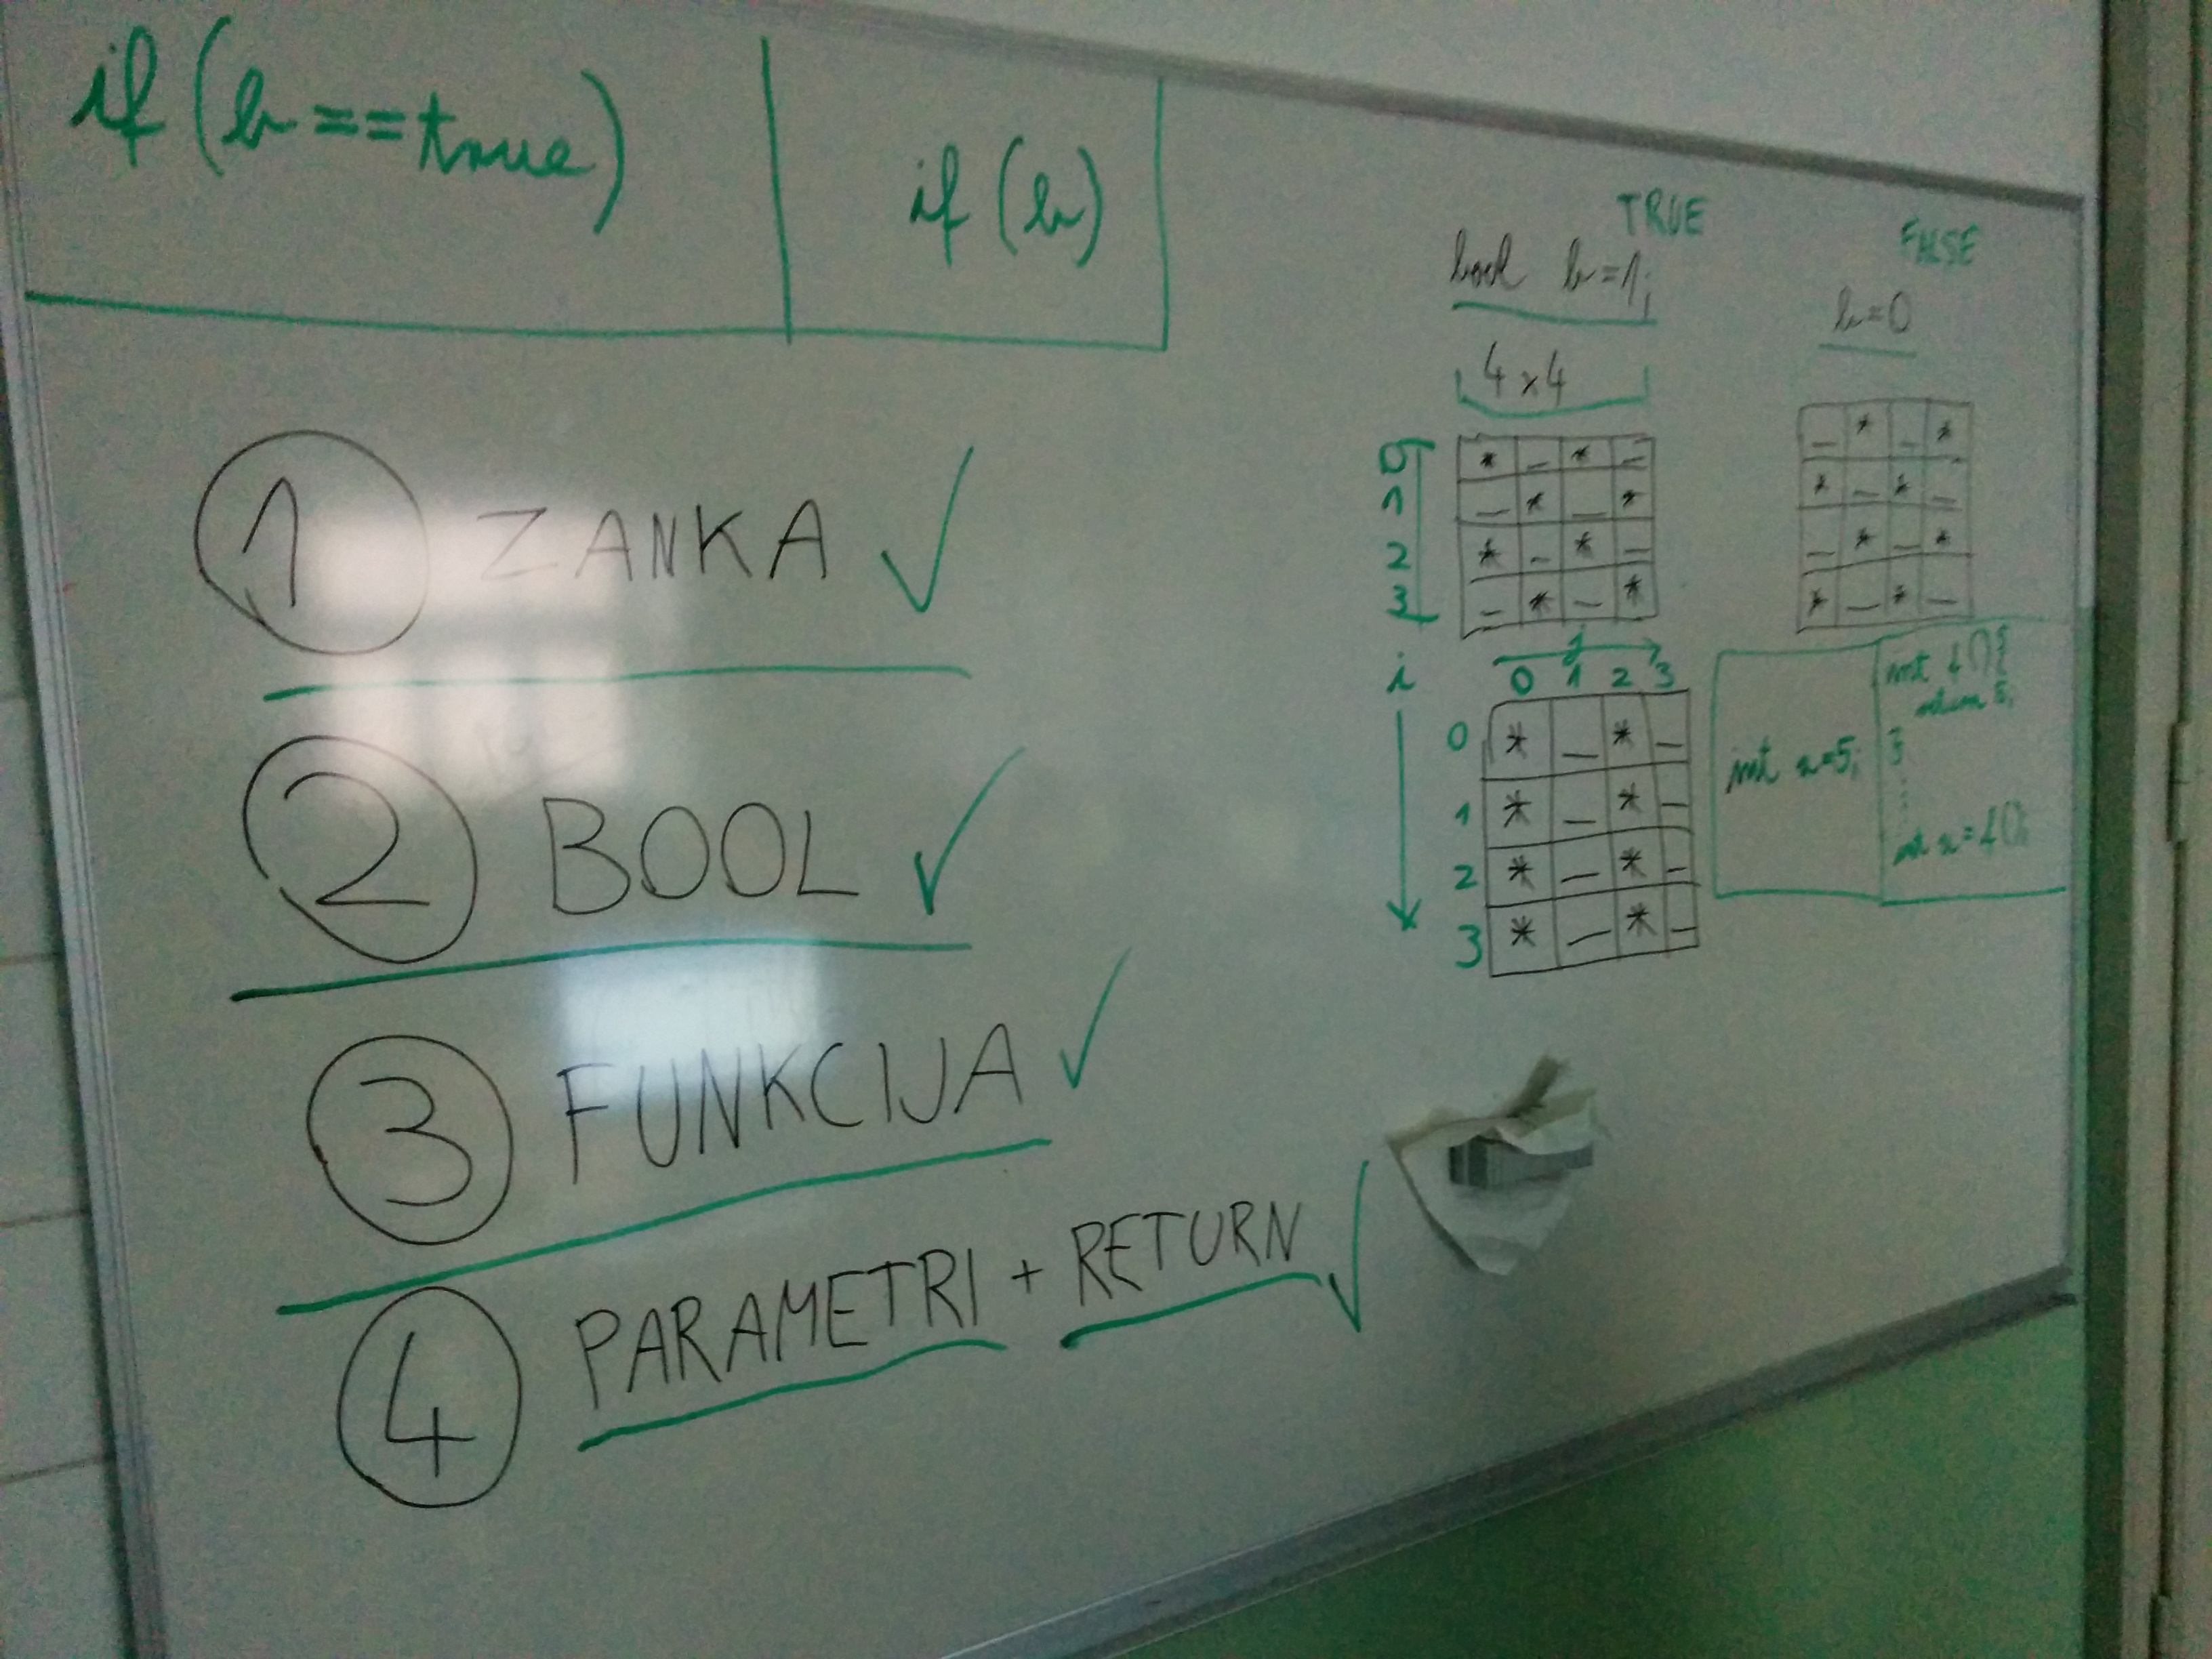 if (b == true)
if (b)
TRUE
FALSE
bool b=1;
b=0
4x4
0 * _ * _
1 _ * _ *
2 * _ * _
3 _ * _ *
_ * _ *
* _ * _
_ * _ *
* _ * _
j
i
0 1 2 3
0 * _ * _
1 * _ * _
2 * _ * _
3 * _ * _
int a=5;
int f(){
return 5;
}
1 ZANKA ✓
2 BOOL ✓
3 FUNKCIJA ✓
4 PARAMETRI + RETURN ✓